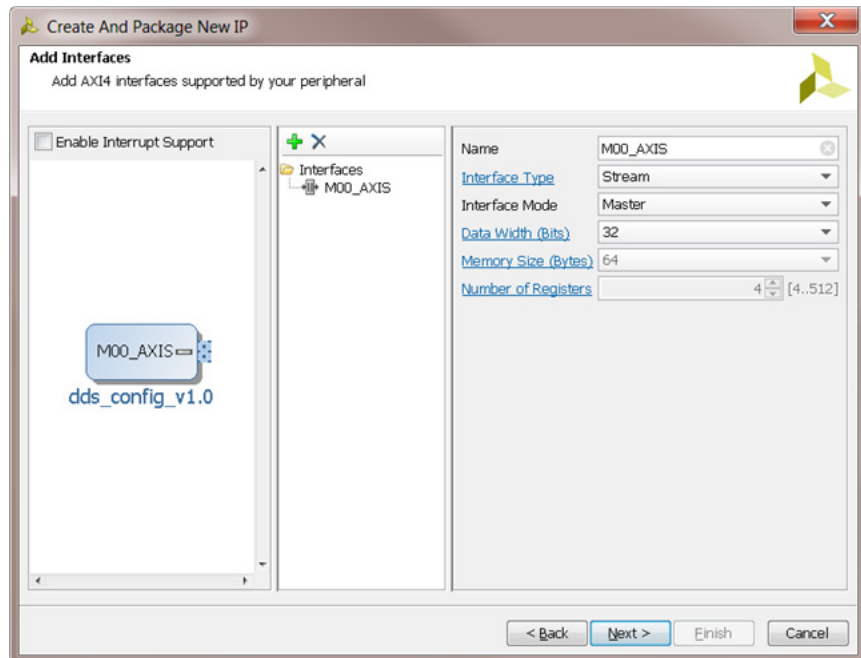 Create And Package New IP
Add Interfaces
Add AXI4 interfaces supported by your peripheral
Enable Interrupt Support
M00_AXIS
dds_config_v1.0
Interfaces
M00_AXIS
Name M00_AXIS
Interface Type Stream
Interface Mode Master
Data Width (Bits) 32
Memory Size (Bytes) 64
Number of Registers 4 [4..512]
< Back Next > Finish Cancel